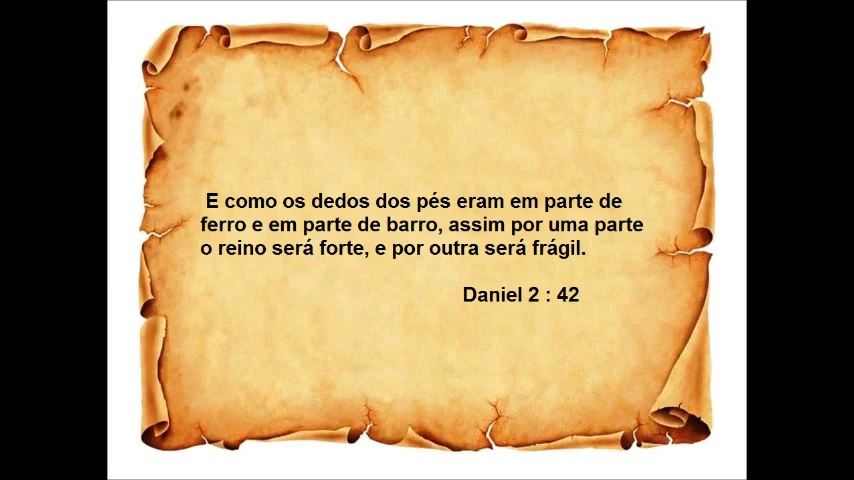 E como os dedos dos pés eram em parte de
ferro e em parte de barro, assim por uma parte
o reino será forte, e por outra será frágil.
Daniel 2 : 42